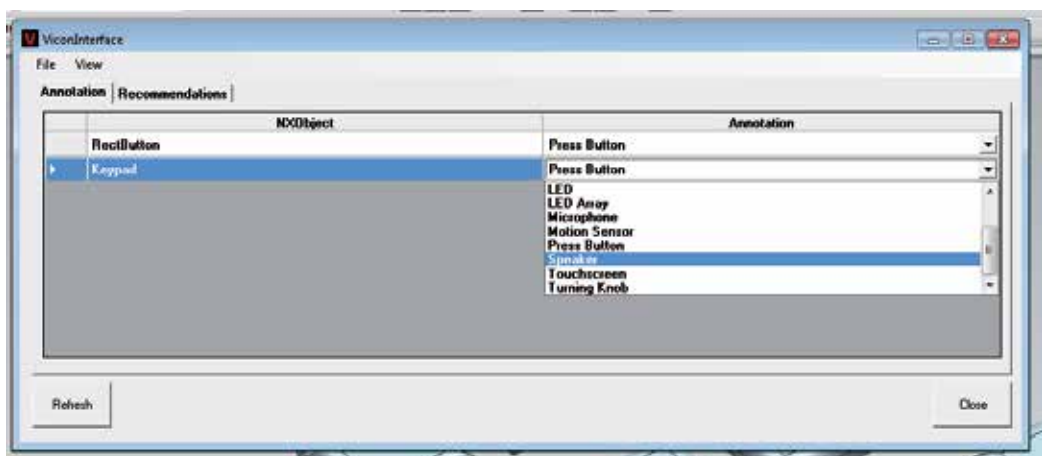 ViconInterface
File View
Annotation Recommendations
NXObject Annotation
RectButton Press Button
Keypad Press Button
LED
LED Array
Microphone
Motion Sensor
Press Button
Speaker
Touchscreen
Turning Knob
Refresh Close